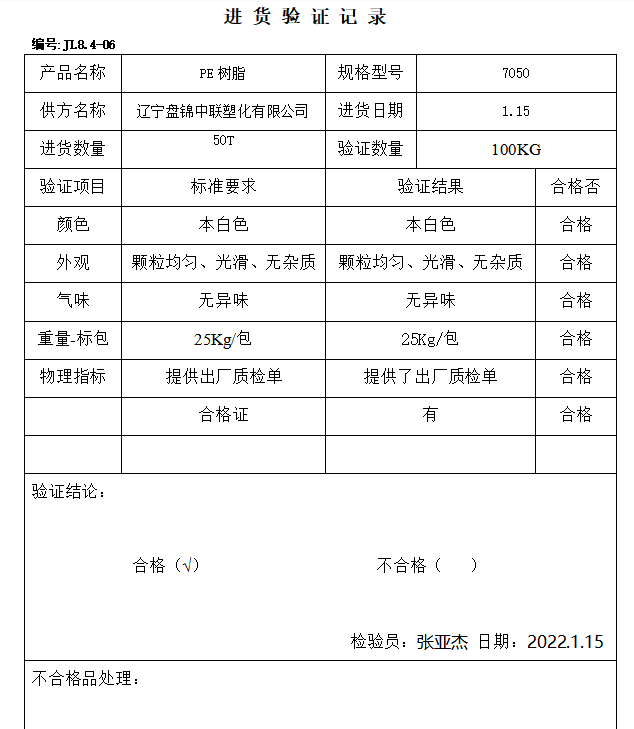 进货验证记录
编号:JL8.4-06
产品名称 PE 树脂 规格型号 7050
供方名称 辽宁盘锦中联塑化有限公司 进货日期 1.15
进货数量 50T 验证数量 100KG
验证项目 标准要求 验证结果 合格否
颜色 本白色 本白色 合格
外观 颗粒均匀、光滑、无杂质 颗粒均匀、光滑、无杂质 合格
气味 无异味 无异味 合格
重量-标包 25Kg/包 25Kg/包 合格
物理指标 提供出厂质检单 提供了出厂质检单 合格
合格证 有 合格
验证结论：
合格（√） 不合格（ ）
检验员：张亚杰 日期：2022.1.15
不合格品处理：